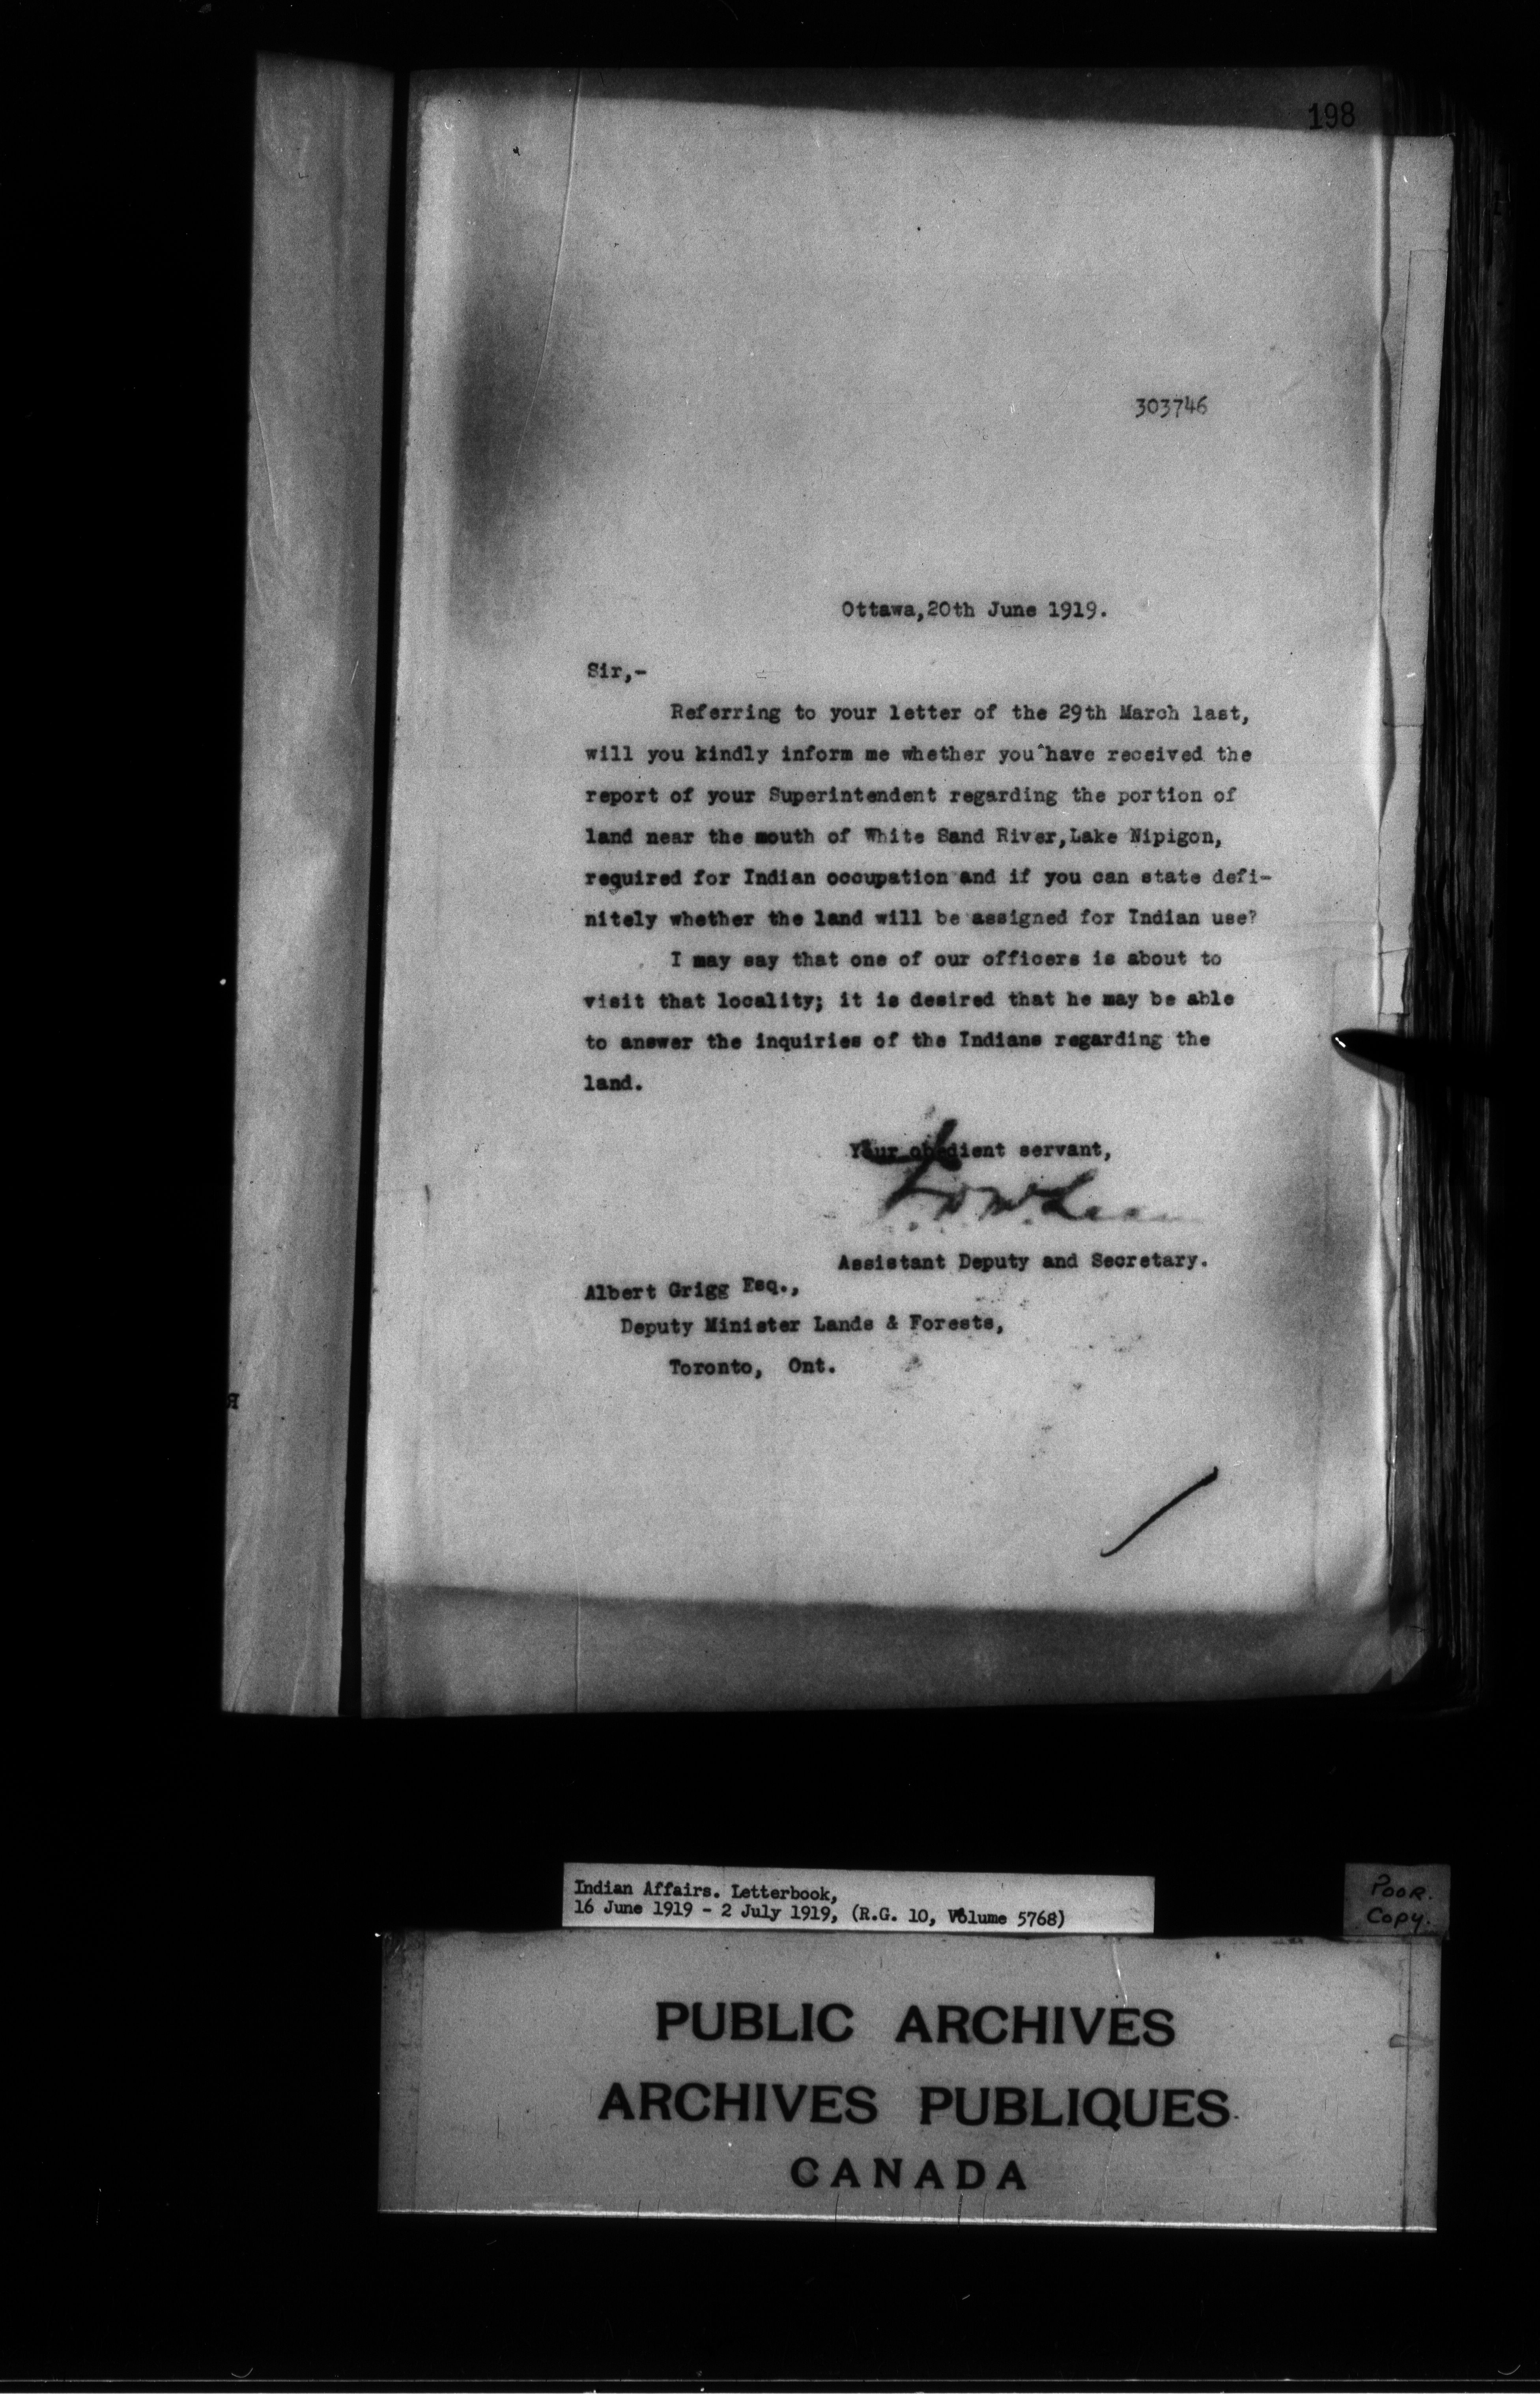 198
303746
Ottawa,20th June 1919.
Sir,-
Referring to your letter of the 29th March last,
will you kindly inform me whether you have received the
report of your Superintendent regarding the portion of
land near the mouth of White Sand River,Lake Nipigon,
required for Indian occupation and if you can state defi-
nitely whether the land will be assigned for Indian use?
I may say that one of our officers is about to
visit that locality; it is desired that he may be able
to answer the inquiries of the Indians regarding the
land.
Your obedient servant,
Assistant Deputy and Secretary.
Albert Grigg Esq.,
Deputy Minister Lands & Forests,
Toronto, Ont.
Indian Affairs. Letterbook,
16 June 1919 - 2 July 1919, (R.G. 10, Volume 5768)
POOR.
Copy.
PUBLIC ARCHIVES
ARCHIVES PUBLIQUES
CANADA